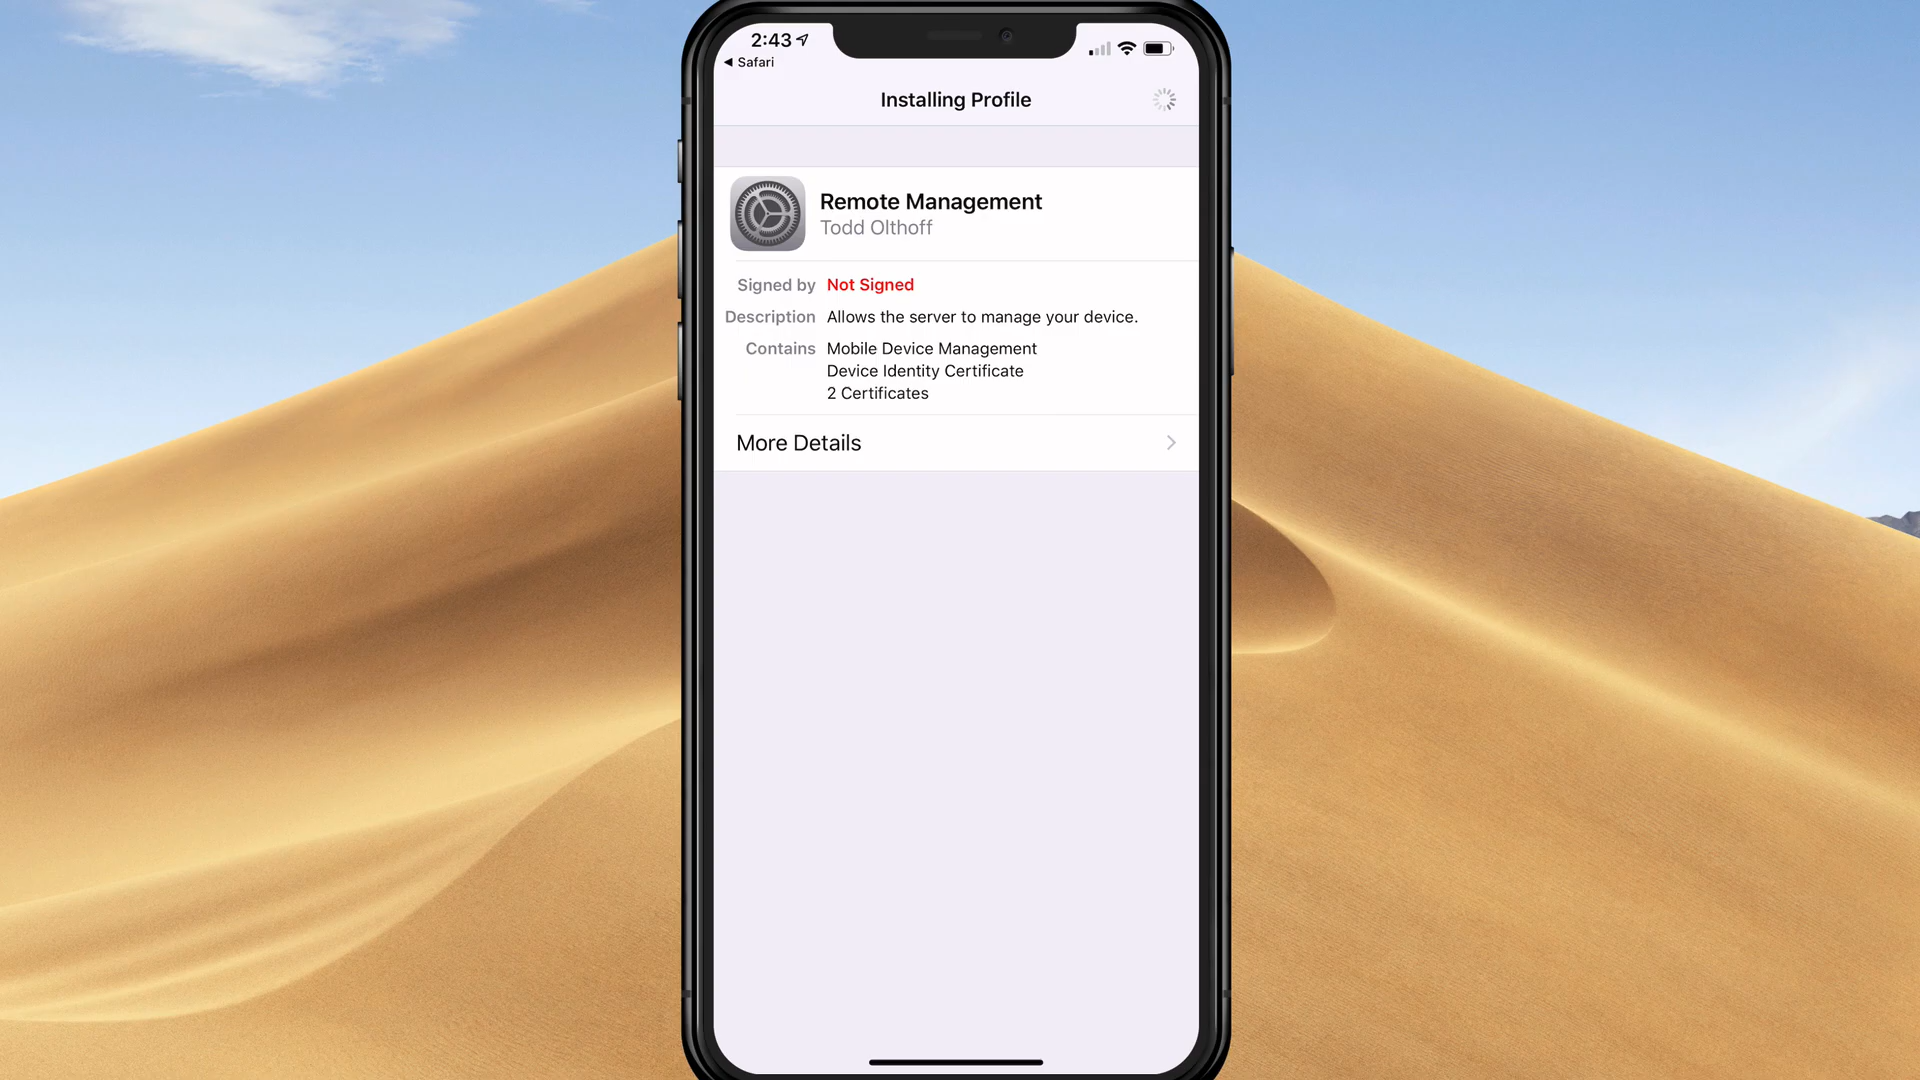 2:43
◀ Safari
Installing Profile
Remote Management
Todd Olthoff
Signed by Not Signed
Description Allows the server to manage your device.
Contains Mobile Device Management
Device Identity Certificate
2 Certificates
More Details